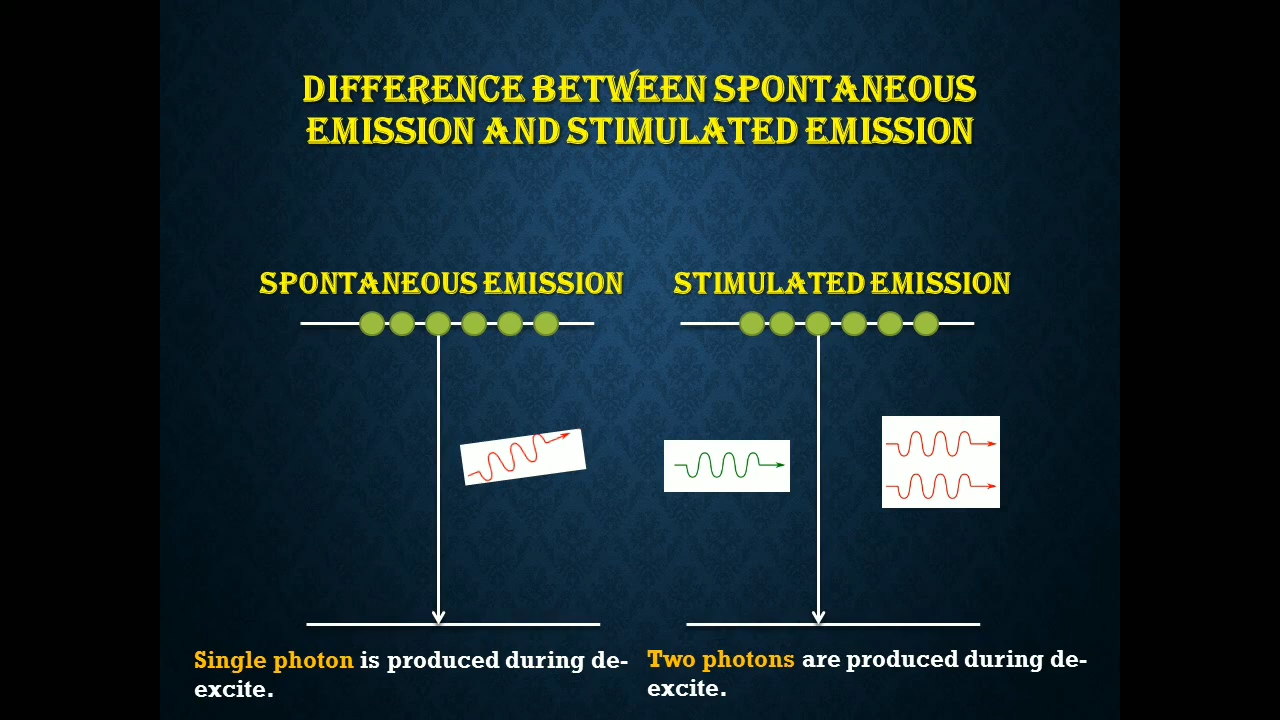 DIFFERENCE BETWEEN SPONTANEOUS
EMISSION AND STIMULATED EMISSION
SPONTANEOUS EMISSION
STIMULATED EMISSION
Single photon is produced during de-
excite.
Two photons are produced during de-
excite.